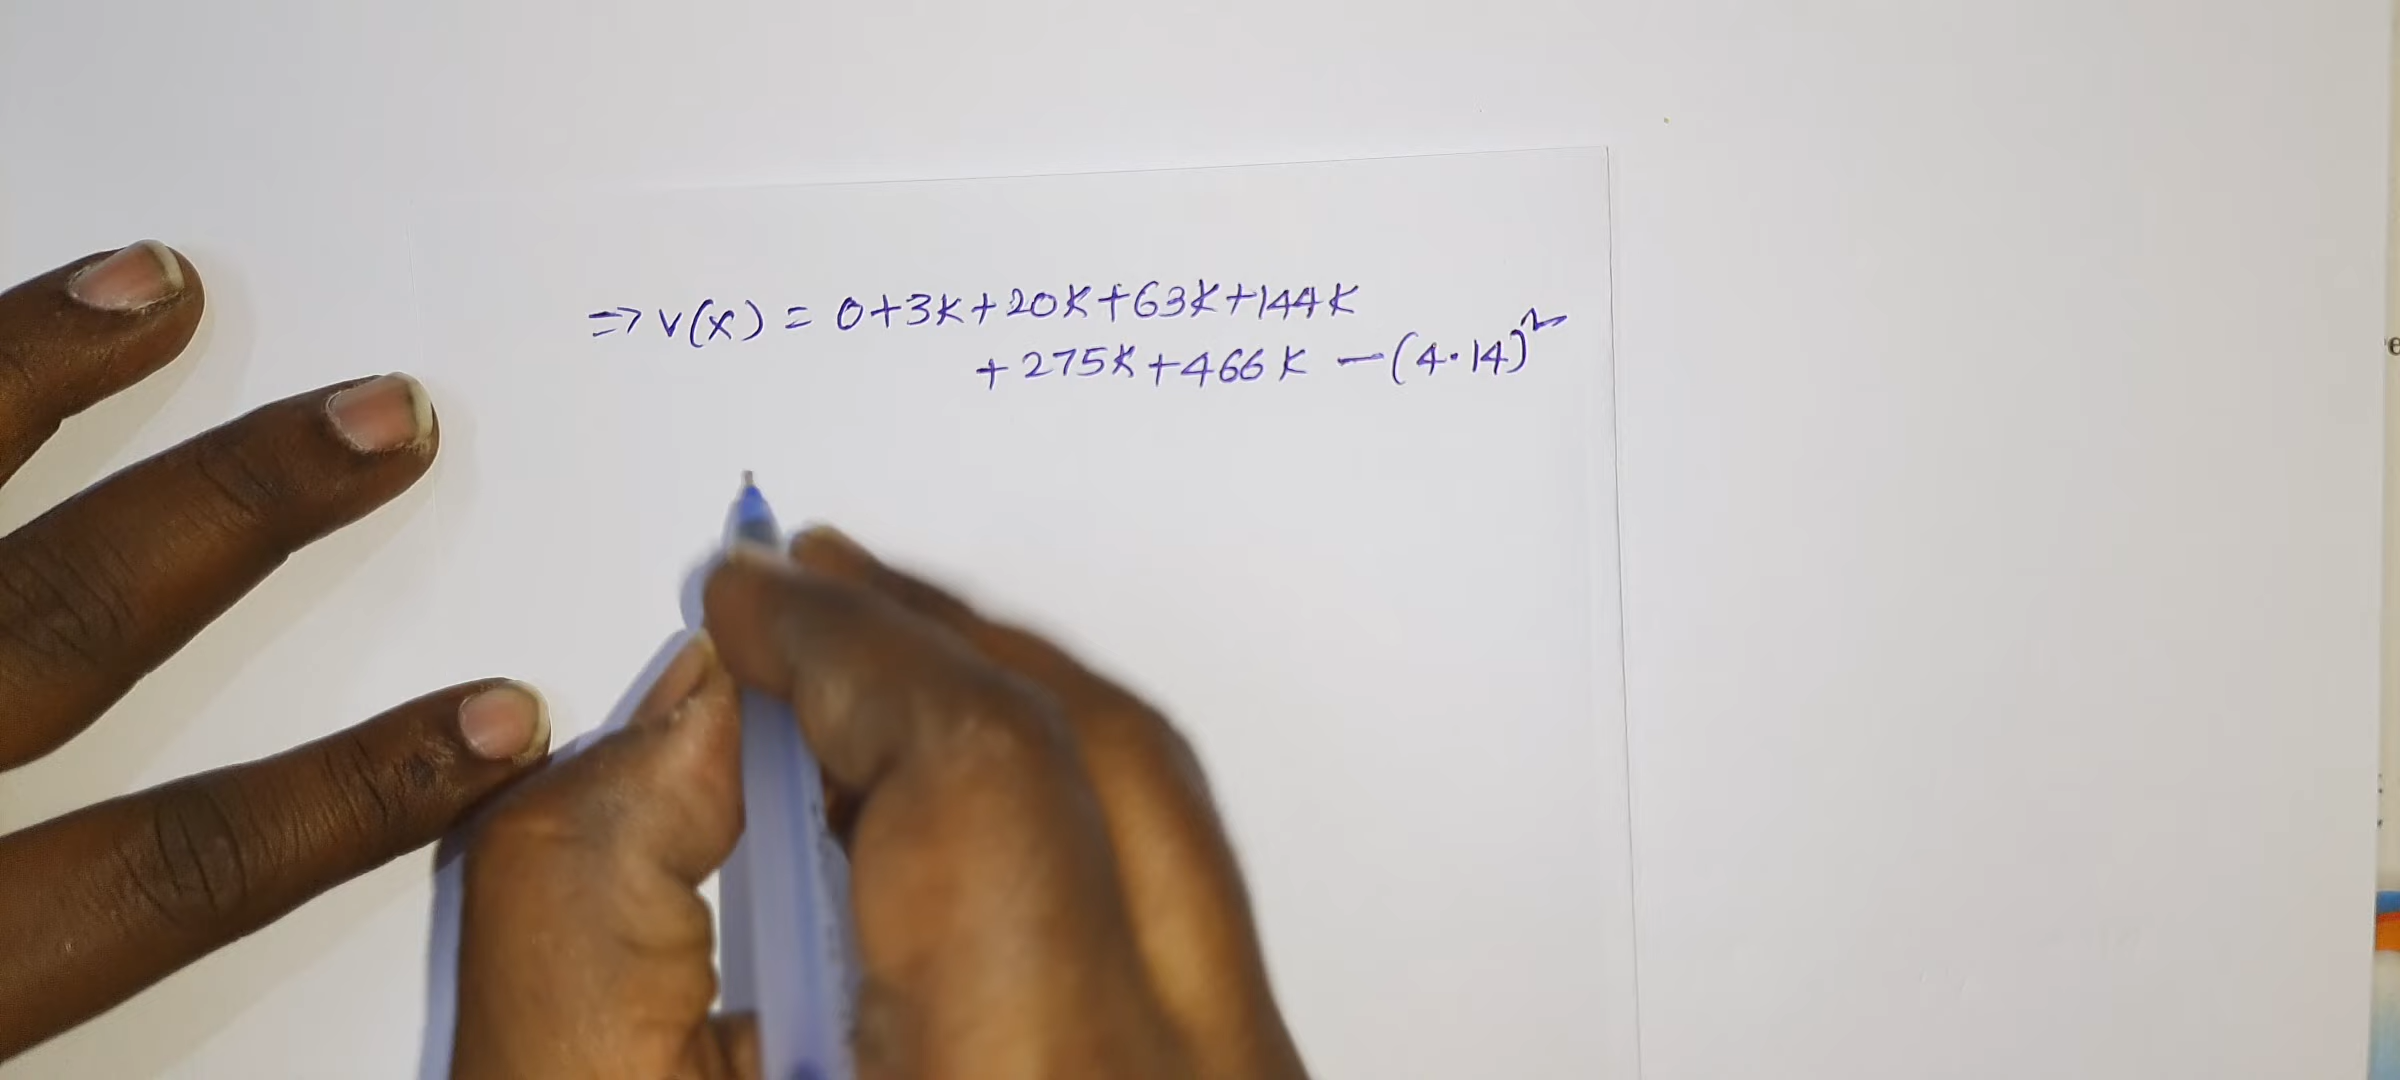 ⇒ v(x) = 0+3k+20k+63k+144k
+275k+466k -(4.14)²
e